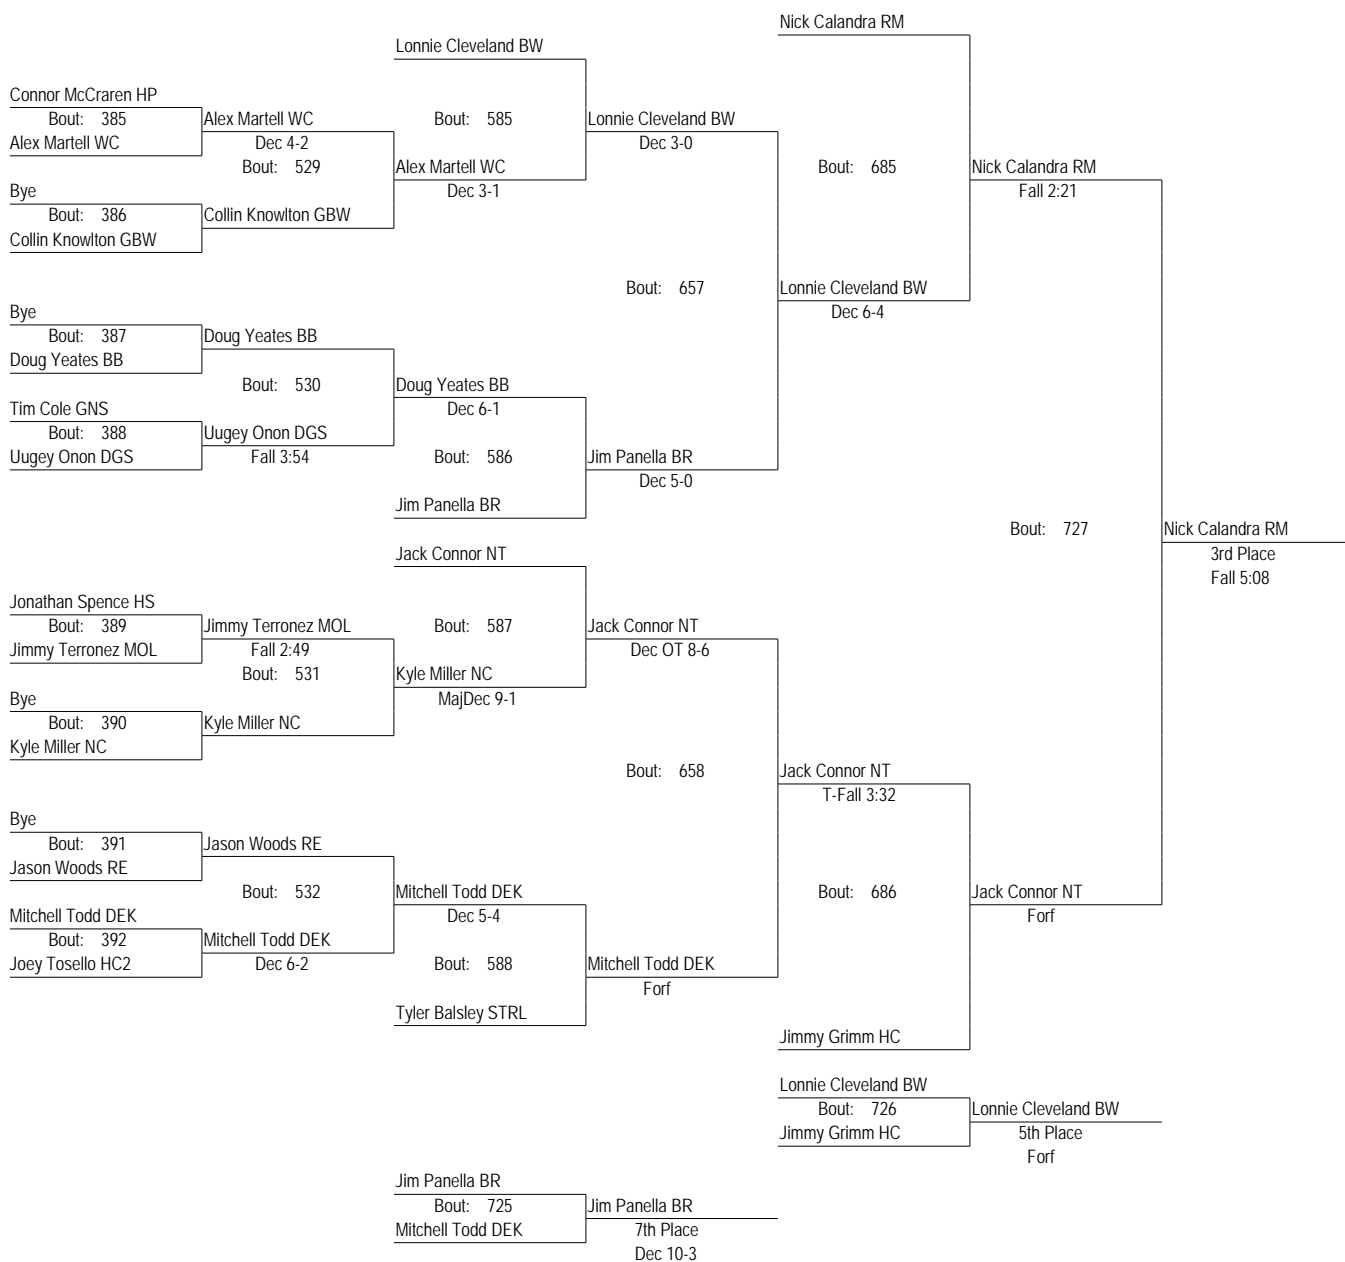 Nick Calandra RM
Lonnie Cleveland BW
Connor McCraren HP
Bout: 385
Alex Martell WC
Alex Martell WC
Dec 4-2
Bout: 529
Bout: 585
Lonnie Cleveland BW
Dec 3-0
Alex Martell WC
Dec 3-1
Bout: 685
Nick Calandra RM
Fall 2:21
Bye
Bout: 386
Collin Knowlton GBW
Collin Knowlton GBW
Bout: 657
Lonnie Cleveland BW
Dec 6-4
Bye
Bout: 387
Doug Yeates BB
Doug Yeates BB
Bout: 530
Doug Yeates BB
Dec 6-1
Tim Cole GNS
Bout: 388
Uugey Onon DGS
Uugey Onon DGS
Fall 3:54
Bout: 586
Jim Panella BR
Dec 5-0
Jim Panella BR
Bout: 727
Nick Calandra RM
3rd Place
Fall 5:08
Jack Connor NT
Jonathan Spence HS
Bout: 389
Jimmy Terronez MOL
Jimmy Terronez MOL
Fall 2:49
Bout: 531
Bout: 587
Jack Connor NT
Dec OT 8-6
Kyle Miller NC
MajDec 9-1
Bye
Bout: 390
Kyle Miller NC
Kyle Miller NC
Bout: 658
Jack Connor NT
T-Fall 3:32
Bye
Bout: 391
Jason Woods RE
Jason Woods RE
Bout: 532
Mitchell Todd DEK
Dec 5-4
Bout: 686
Jack Connor NT
Forf
Mitchell Todd DEK
Bout: 392
Joey Tosello HC2
Mitchell Todd DEK
Dec 6-2
Bout: 588
Mitchell Todd DEK
Forf
Tyler Balsley STRL
Jimmy Grimm HC
Lonnie Cleveland BW
Bout: 726
Jimmy Grimm HC
Lonnie Cleveland BW
5th Place
Forf
Jim Panella BR
Bout: 725
Mitchell Todd DEK
Jim Panella BR
7th Place
Dec 10-3